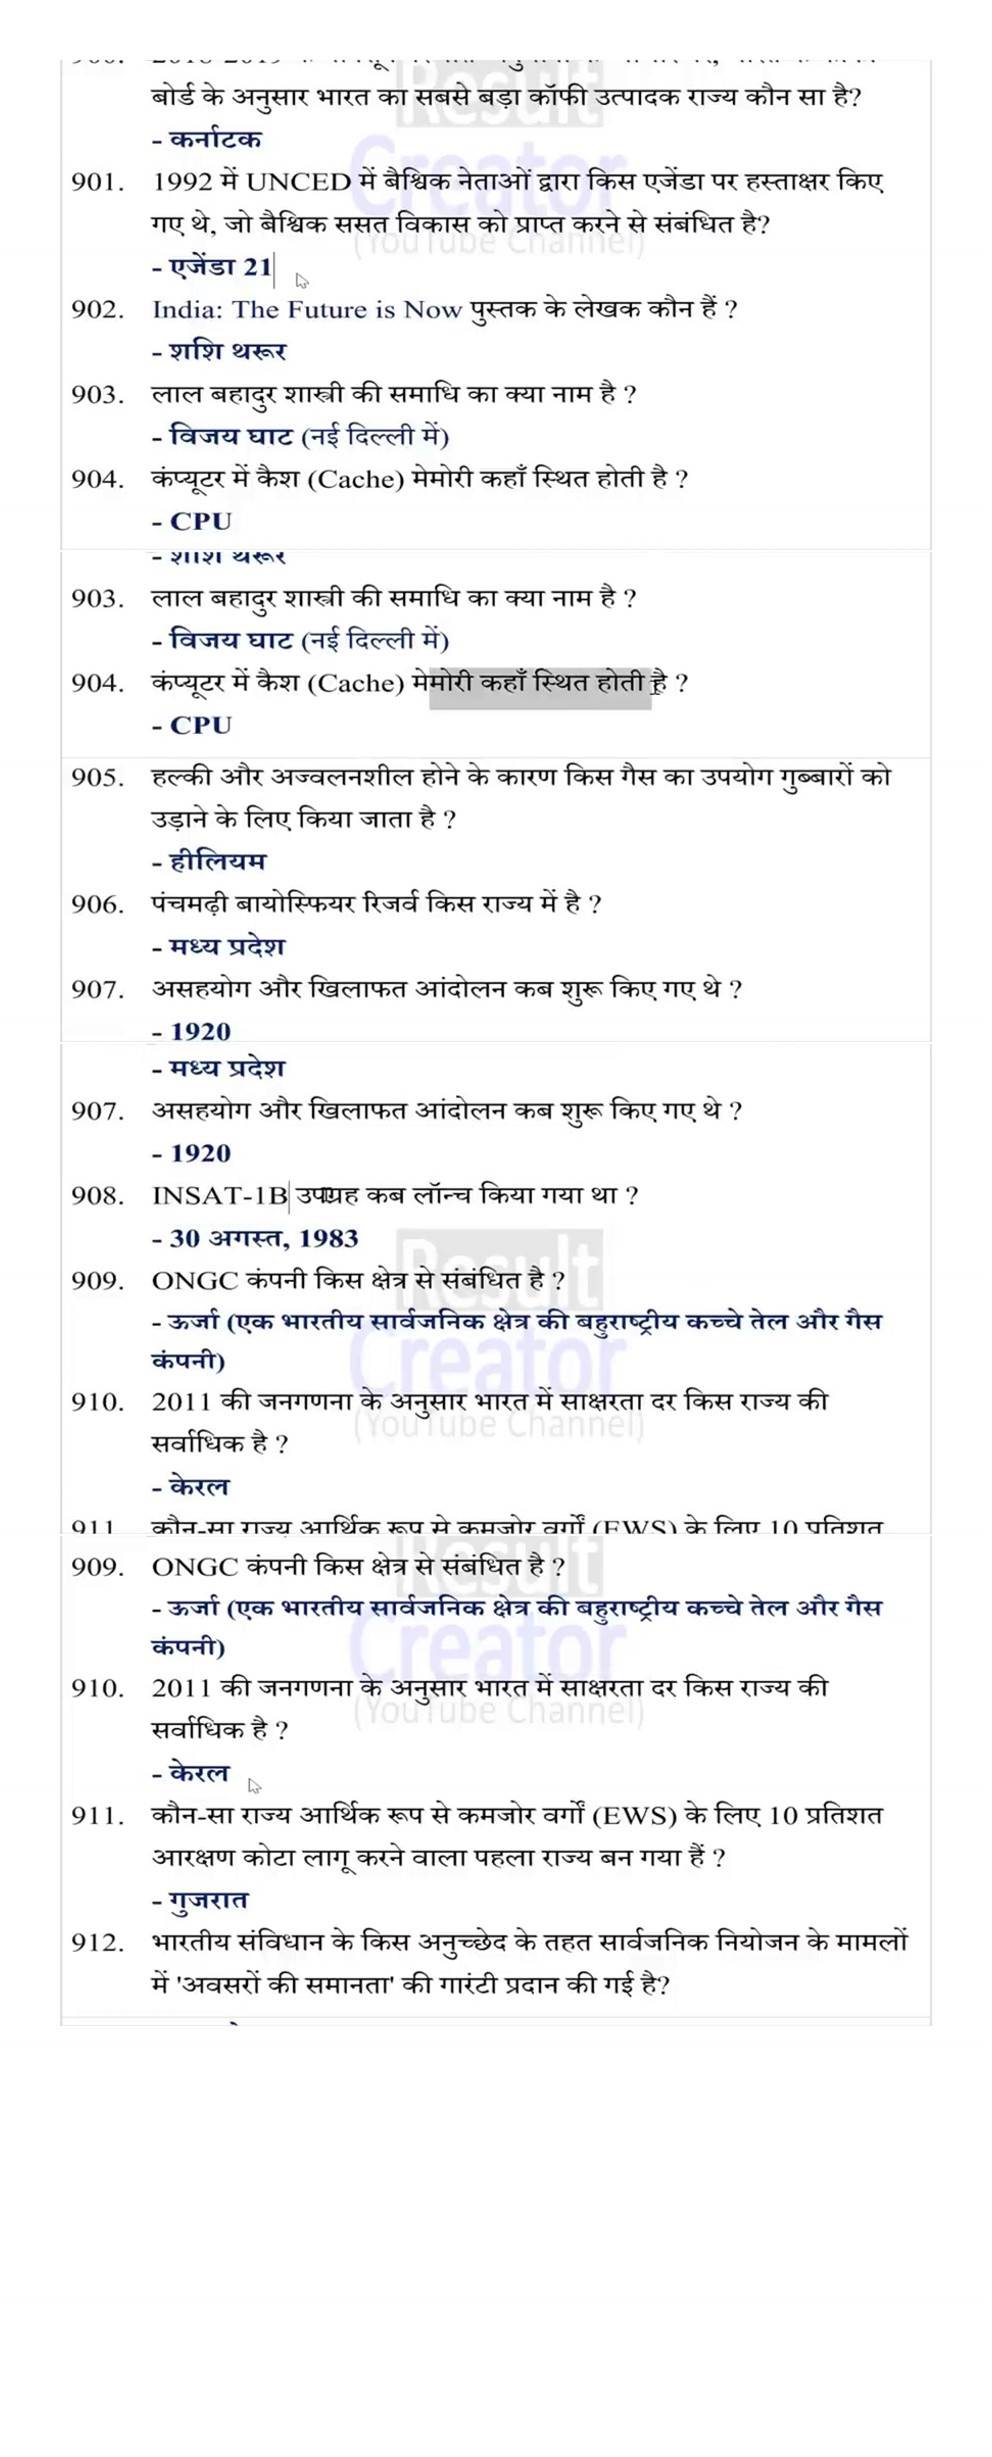 बोर्ड के अनुसार भारत का सबसे बड़ा कॉफी उत्पादक राज्य कौन सा है?
- कर्नाटक
901. 1992 में UNCED में बैश्विक नेताओं द्वारा किस एजेंडा पर हस्ताक्षर किए
गए थे, जो बैश्विक ससत विकास को प्राप्त करने से संबंधित है?
- एजेंडा 21
902. India: The Future is Now पुस्तक के लेखक कौन हैं ?
- शशि थरूर
903. लाल बहादुर शास्त्री की समाधि का क्या नाम है ?
- विजय घाट (नई दिल्ली में)
904. कंप्यूटर में कैश (Cache) मेमोरी कहाँ स्थित होती है ?
- CPU
- शशि थरूर
903. लाल बहादुर शास्त्री की समाधि का क्या नाम है ?
- विजय घाट (नई दिल्ली में)
904. कंप्यूटर में कैश (Cache) मेमोरी कहाँ स्थित होती है ?
- CPU
905. हल्की और अज्वलनशील होने के कारण किस गैस का उपयोग गुब्बारों को
उड़ाने के लिए किया जाता है ?
- हीलियम
906. पंचमढ़ी बायोस्फियर रिजर्व किस राज्य में है ?
- मध्य प्रदेश
907. असहयोग और खिलाफत आंदोलन कब शुरू किए गए थे ?
- 1920
- मध्य प्रदेश
907. असहयोग और खिलाफत आंदोलन कब शुरू किए गए थे ?
- 1920
908. INSAT-1B उपग्रह कब लॉन्च किया गया था ?
- 30 अगस्त, 1983
Result
909. ONGC कंपनी किस क्षेत्र से संबंधित है ?
- ऊर्जा (एक भारतीय सार्वजनिक क्षेत्र की बहुराष्ट्रीय कच्चे तेल और गैस
कंपनी)
Creator
910. 2011 की जनगणना के अनुसार भारत में साक्षरता दर किस राज्य की
(YouTube Channel)
सर्वाधिक है ?
- केरल
911 कौन-सा राज्य आर्थिक रूप से कमजोर वर्गों (EWS) के लिए 10 प्रतिशत
909. ONGC कंपनी किस क्षेत्र से संबंधित है ?
- ऊर्जा (एक भारतीय सार्वजनिक क्षेत्र की बहुराष्ट्रीय कच्चे तेल और गैस
कंपनी)
Creator
910. 2011 की जनगणना के अनुसार भारत में साक्षरता दर किस राज्य की
(YouTube Channel)
सर्वाधिक है ?
- केरल
911. कौन-सा राज्य आर्थिक रूप से कमजोर वर्गों (EWS) के लिए 10 प्रतिशत
आरक्षण कोटा लागू करने वाला पहला राज्य बन गया हैं ?
- गुजरात
912. भारतीय संविधान के किस अनुच्छेद के तहत सार्वजनिक नियोजन के मामलों
में 'अवसरों की समानता' की गारंटी प्रदान की गई है?